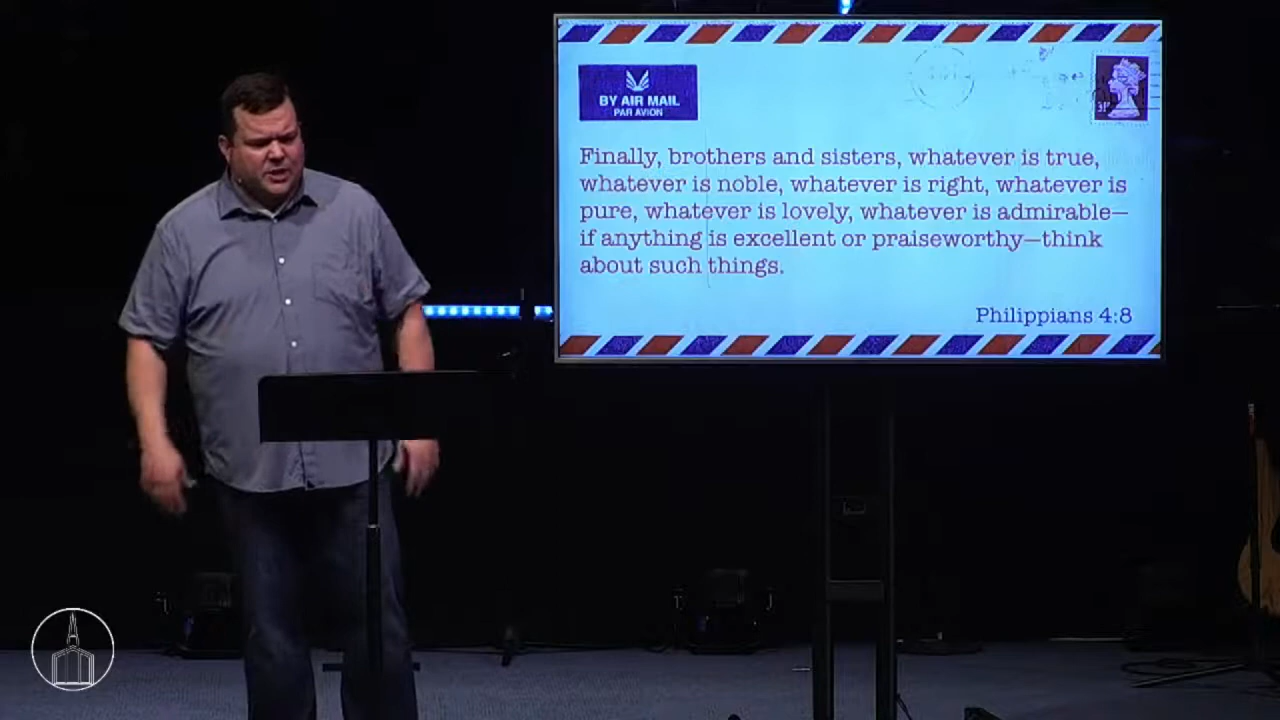 BY AIR MAIL
PAR AVION
Finally, brothers and sisters, whatever is true,
whatever is noble, whatever is right, whatever is
pure, whatever is lovely, whatever is admirable—
if anything is excellent or praiseworthy—think
about such things.
Philippians 4:8